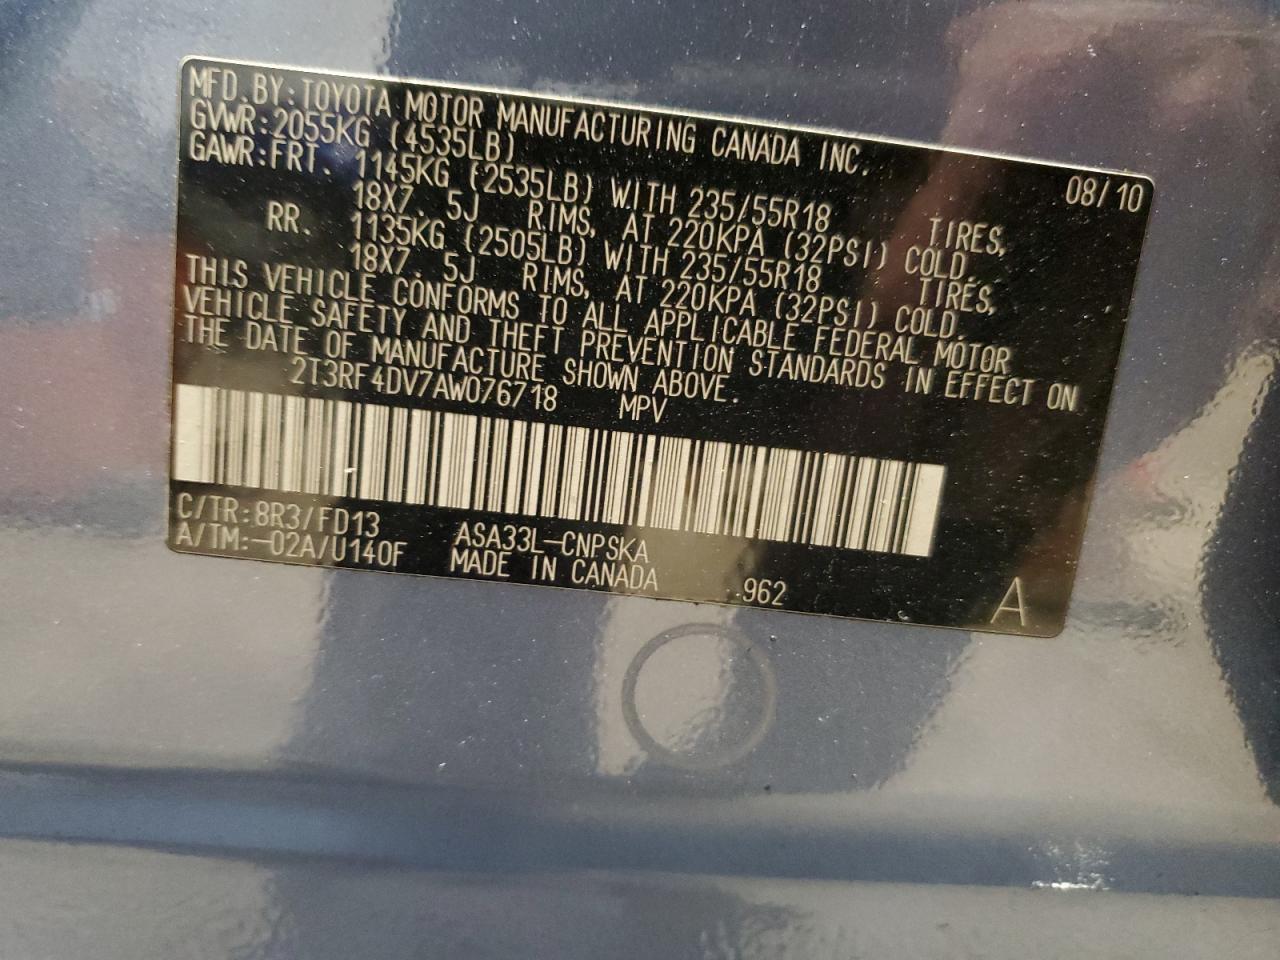 MFD.BY:TOYOTA MOTOR MANUFACTURING CANADA INC. 08/10
GVWR:2055KG (4535LB)
GAWR:FRT. 1145KG (2535LB) WITH 235/55R18 TIRES,
18X7.5J RIMS, AT 220KPA (32PSI) COLD.
RR. 1135KG (2505LB) WITH 235/55R18 TIRES,
18X7.5J RIMS, AT 220KPA (32PSI) COLD.
THIS VEHICLE CONFORMS TO ALL APPLICABLE FEDERAL MOTOR
VEHICLE SAFETY AND THEFT PREVENTION STANDARDS IN EFFECT ON
THE DATE OF MANUFACTURE SHOWN ABOVE.
2T3RF4DV7AW076718 MPV
C/TR:8R3/FD13 ASA33L-CNPSKA
A/TM:-02A/U140F MADE IN CANADA 962 A